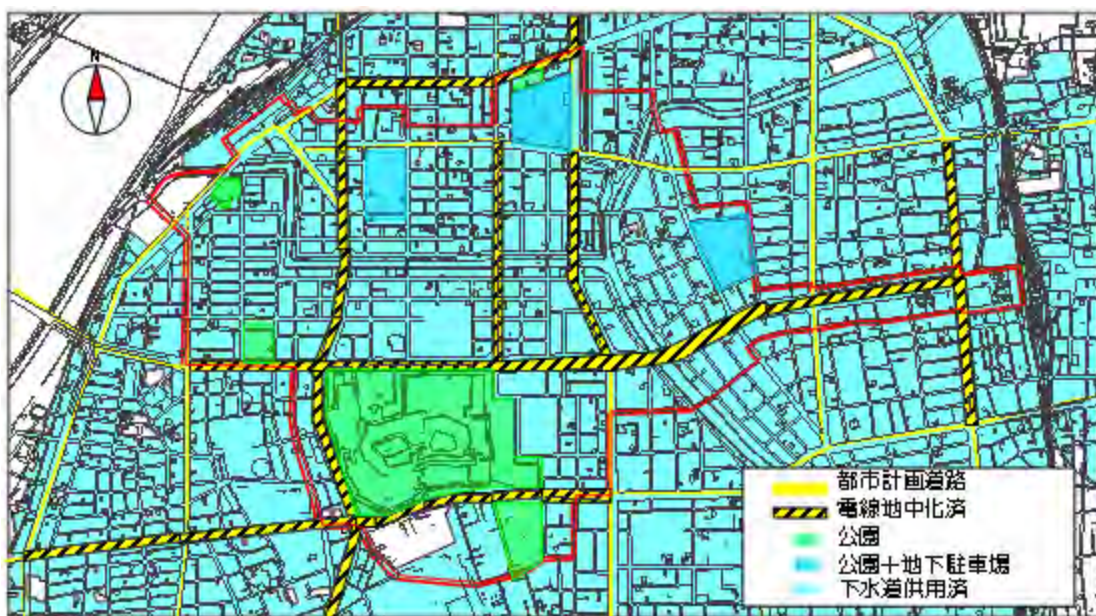 N
都市計画道路
電線地中化済
公園
公園+地下駐車場
下水道供用済